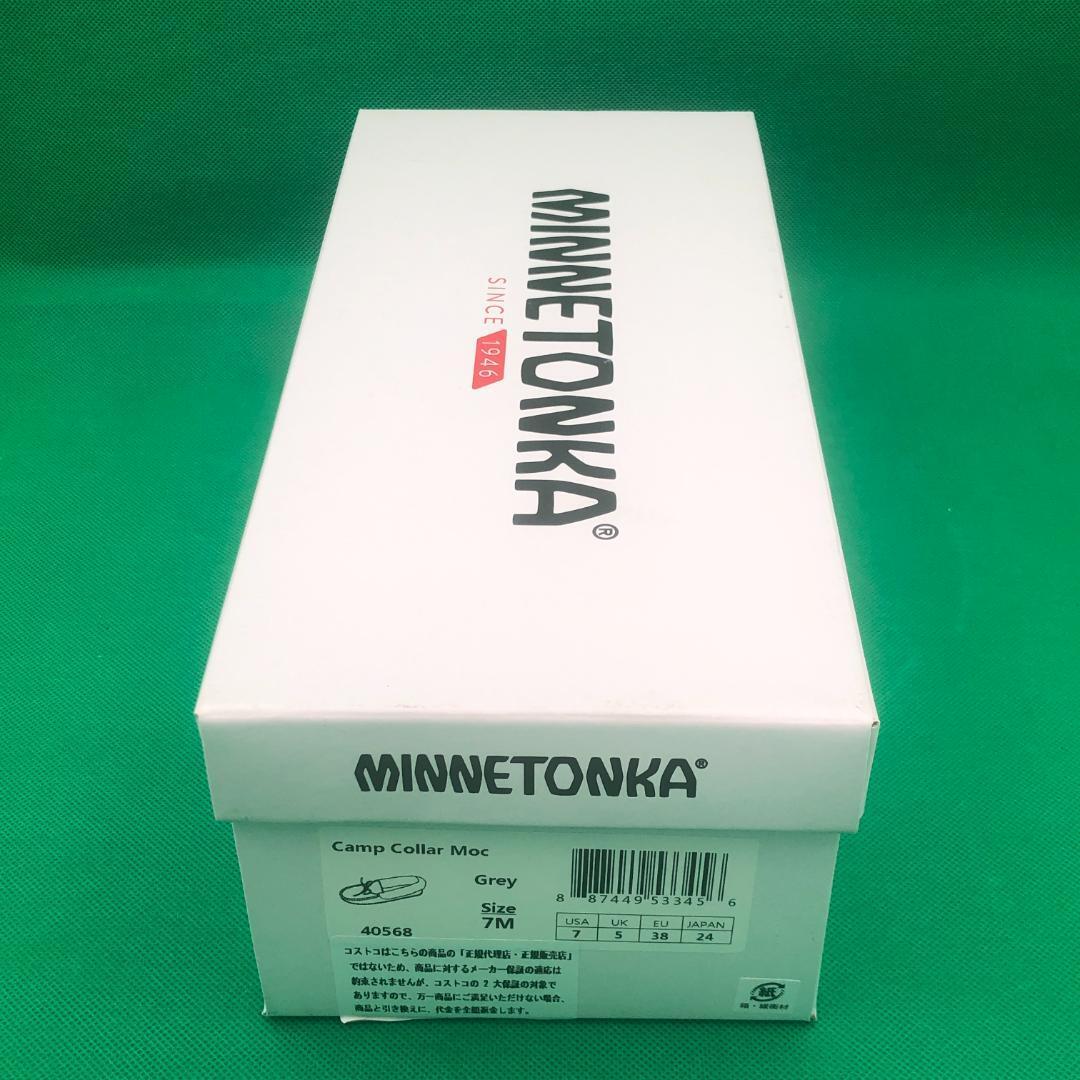 MINNETONKA®
SINCE 1946
MINNETONKA®
Camp Collar Moc
Grey
Size
7M
40568
8 87449 53345 6
USA UK EU JAPAN
7 5 38 24
コストコはこちらの商品の「正規代理店・正規販売店」
ではないため、商品に対するメーカー保証の適応は
約束されませんが、コストコの 2 大保証の対象で
ありますので、万一商品にご満足いただけない場合、
商品と引き換えに、代金を全額返金します。
紙
箱・緩衝材